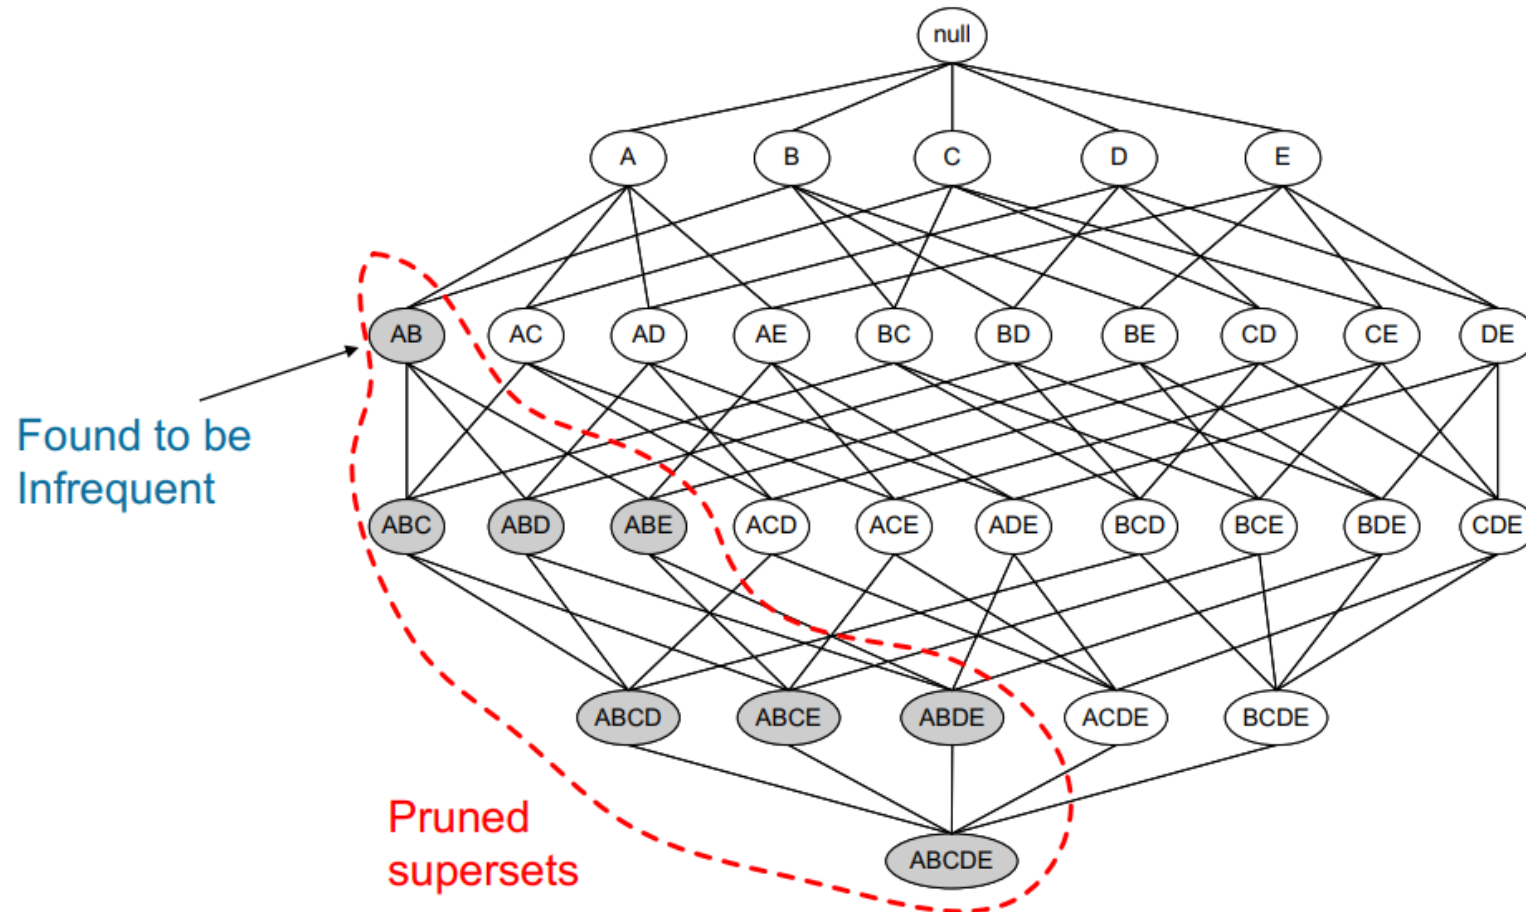 null
A B C D E
AB AC AD AE BC BD BE CD CE DE
Found to be
Infrequent
ABC ABD ABE ACD ACE ADE BCD BCE BDE CDE
ABCD ABCE ABDE ACDE BCDE
Pruned
supersets
ABCDE